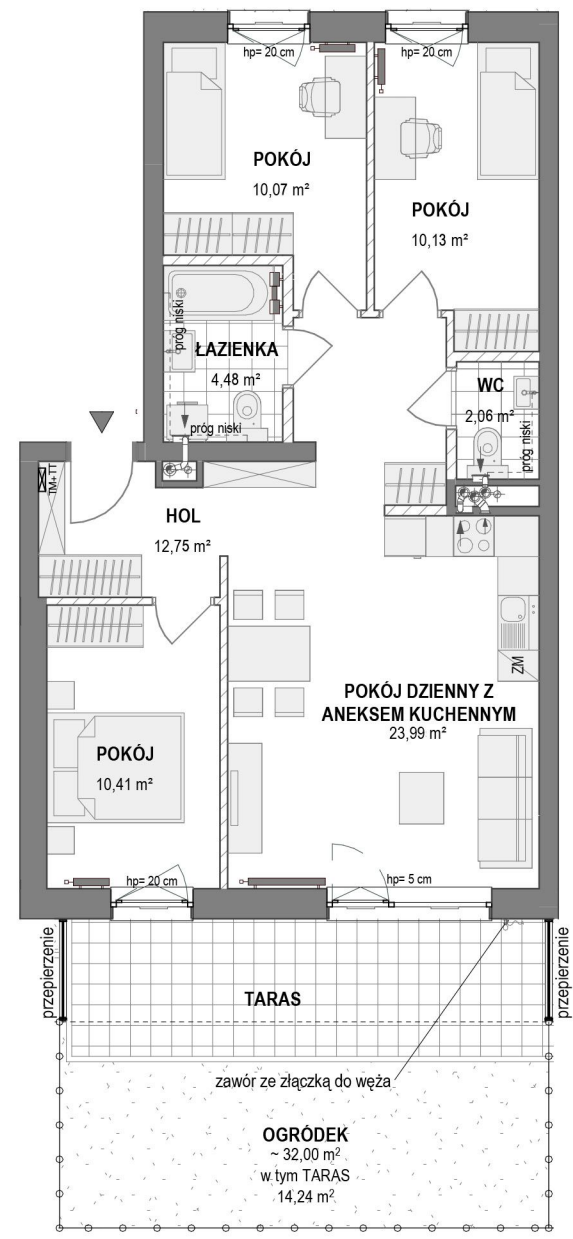 hp= 20 cm
hp= 20 cm
POKÓJ
10,07 m²
POKÓJ
10,13 m²
próg niski
ŁAZIENKA
4,48 m²
próg niski
WC
2,06 m²
próg niski
TM+TT
HOL
12,75 m²
ZM
POKÓJ DZIENNY Z
ANEKSEM KUCHENNYM
23,99 m²
POKÓJ
10,41 m²
hp= 20 cm
hp= 5 cm
przepierzenie
przepierzenie
TARAS
zawór ze złączką do węża
OGRÓDEK
~ 32,00 m²
w tym TARAS
14,24 m²